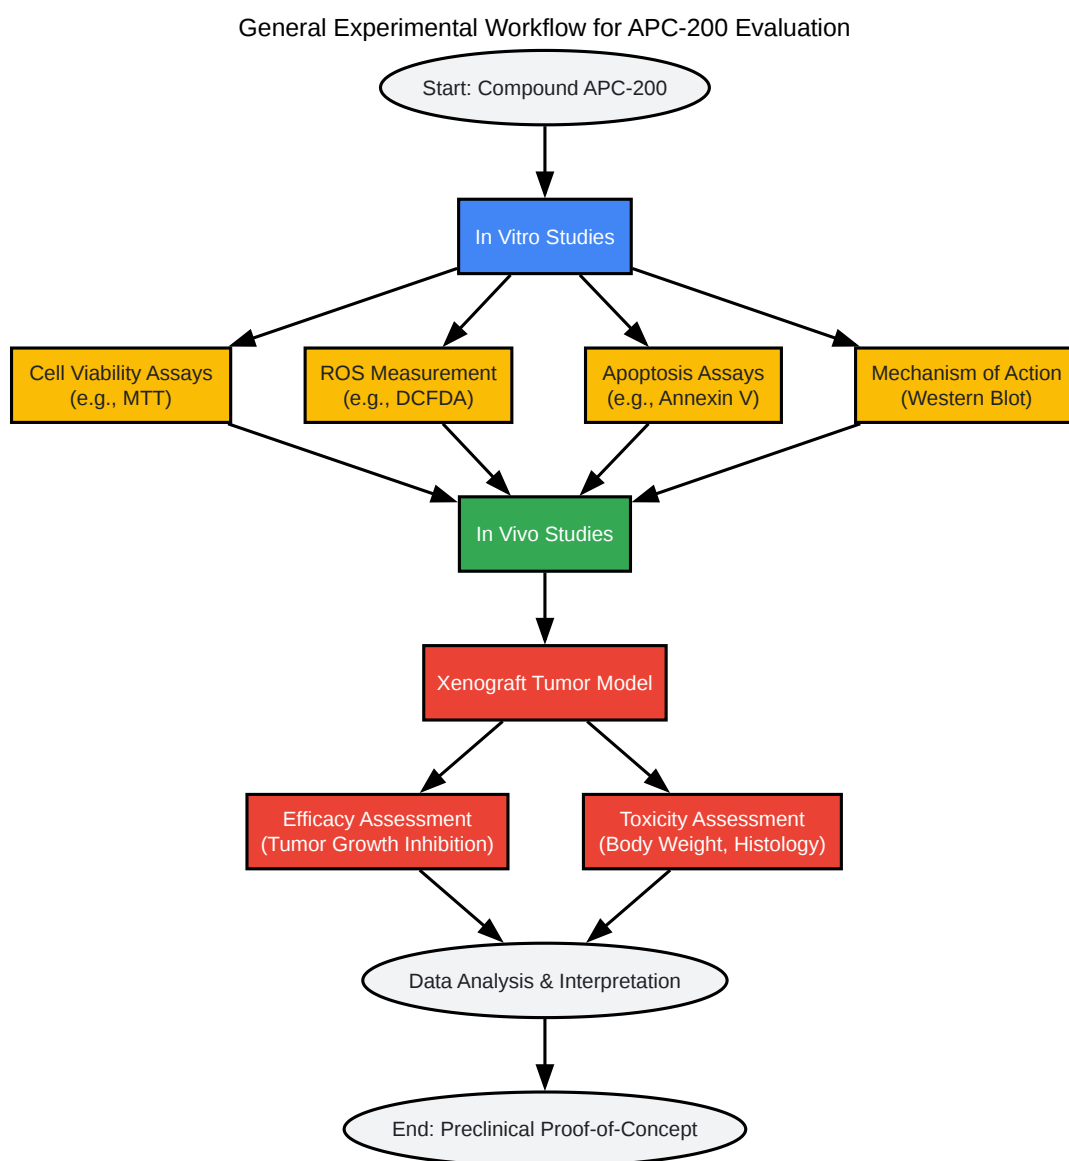 General Experimental Workflow for APC-200 Evaluation
Start: Compound APC-200
In Vitro Studies
Cell Viability Assays
(e.g., MTT)
ROS Measurement
(e.g., DCFDA)
Apoptosis Assays
(e.g., Annexin V)
Mechanism of Action
(Western Blot)
In Vivo Studies
Xenograft Tumor Model
Efficacy Assessment
(Tumor Growth Inhibition)
Toxicity Assessment
(Body Weight, Histology)
Data Analysis & Interpretation
End: Preclinical Proof-of-Concept